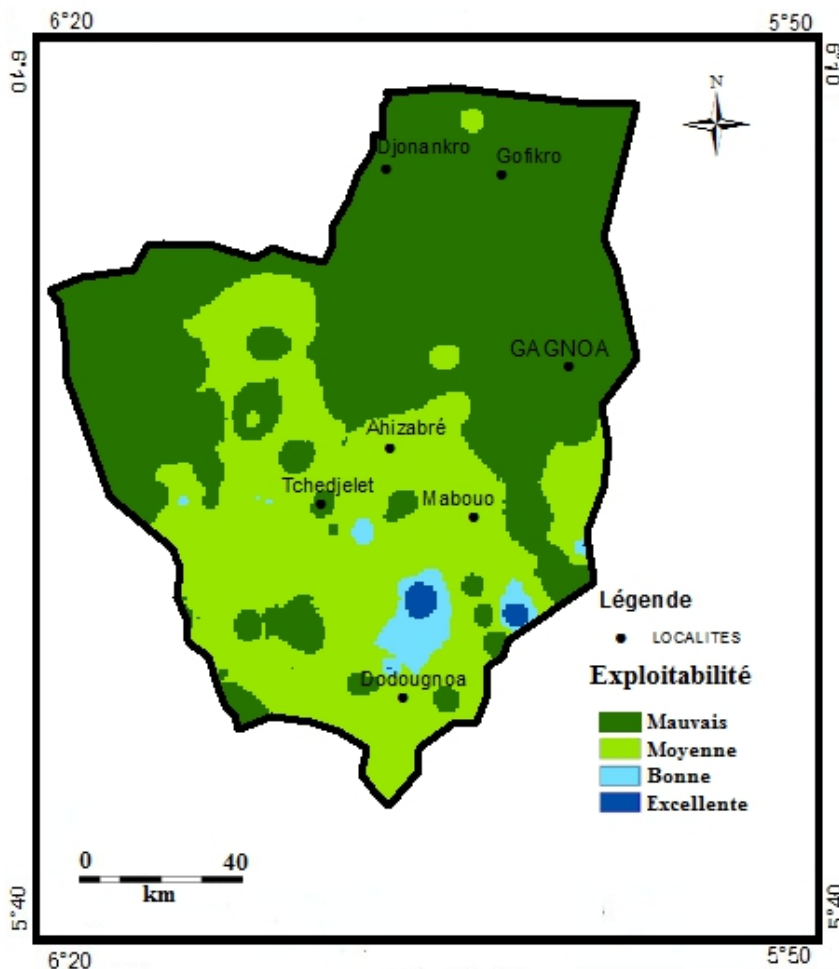 6°20 5°50
6°10 6°10
N
Djonankro Gofikro
GAGNOA
Ahizabré
Tchedjelet Mabouo
Légende
LOCALITES
Exploitabilité
Dodougnoa
Mauvais
Moyenne
Bonne
Excellente
0 40
km
5°40 5°40
6°20 5°50